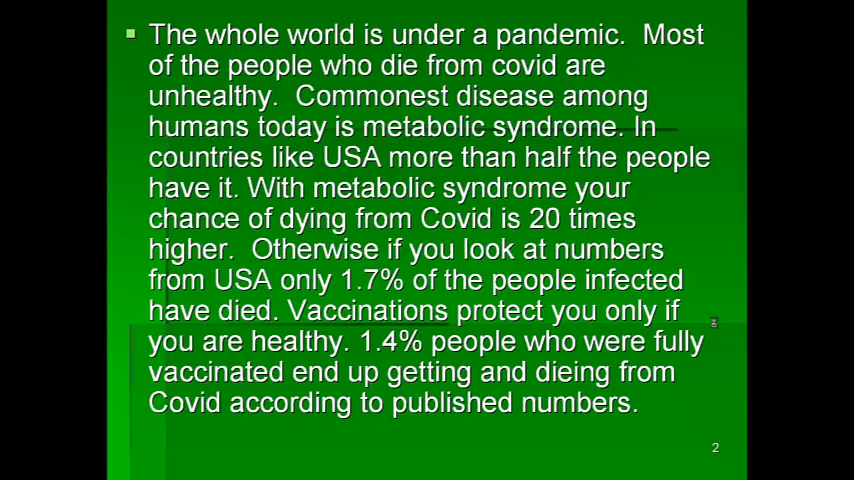 The whole world is under a pandemic.  Most
of the people who die from covid are
unhealthy.  Commonest disease among
humans today is metabolic syndrome. In
countries like USA more than half the people
have it. With metabolic syndrome your
chance of dying from Covid is 20 times
higher.  Otherwise if you look at numbers
from USA only 1.7% of the people infected
have died. Vaccinations protect you only if
you are healthy. 1.4% people who were fully
vaccinated end up getting and dieing from
Covid according to published numbers.
2